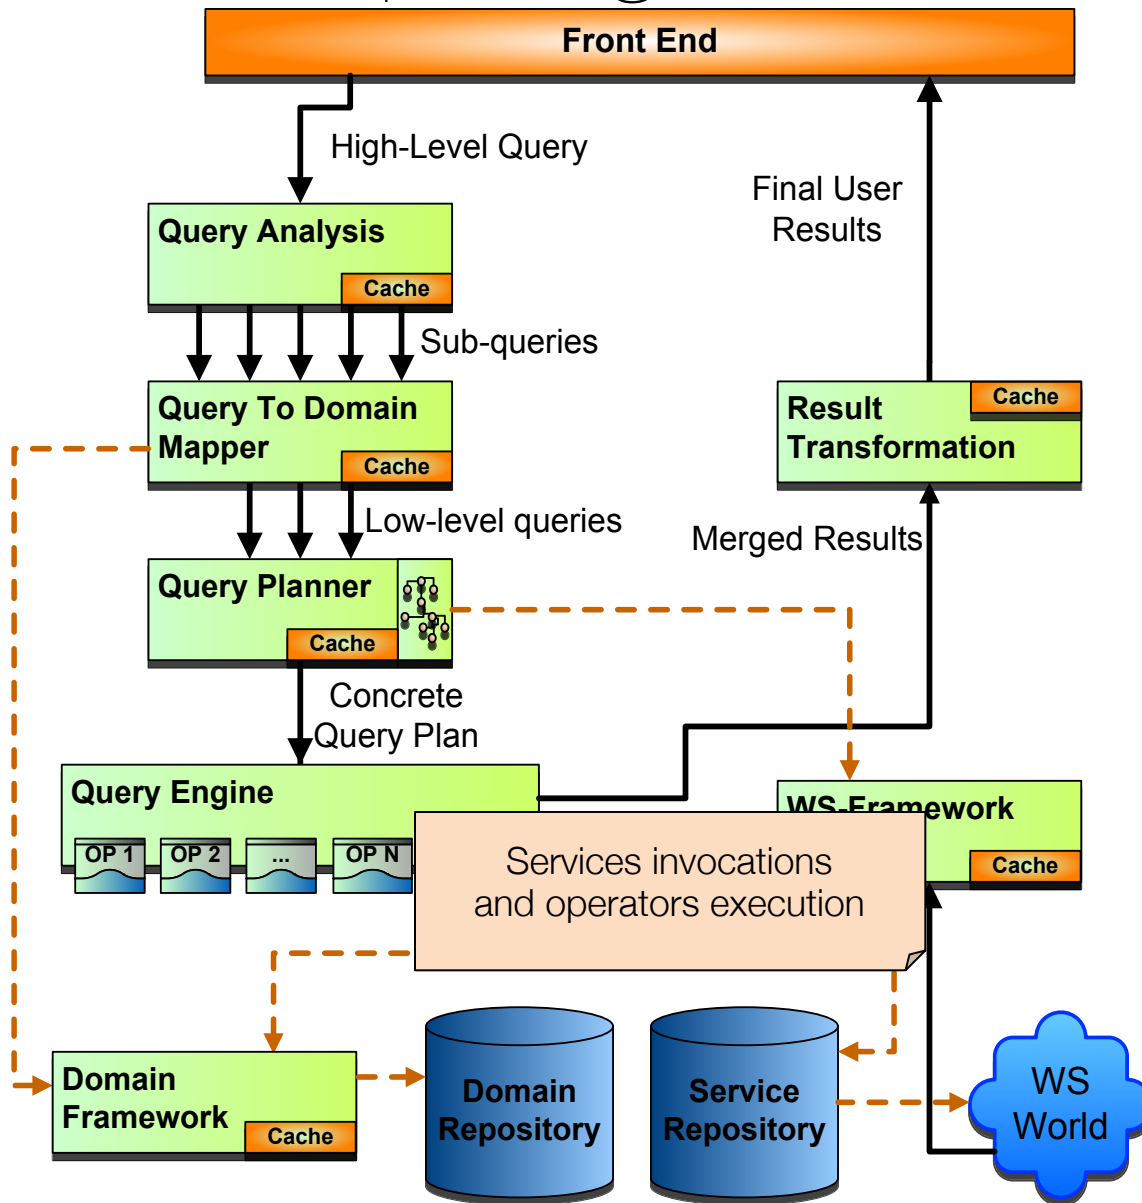 Front End
High-Level Query
Final User
Results
Query Analysis
Cache
Sub-queries
Query To Domain
Mapper
Cache
Result
Transformation
Cache
Low-level queries
Merged Results
Query Planner
Cache
Concrete
Query Plan
Query Engine
OP 1
OP 2
...
OP N
WS-Framework
Cache
Services invocations
and operators execution
Domain
Framework
Cache
Domain
Repository
Service
Repository
WS
World